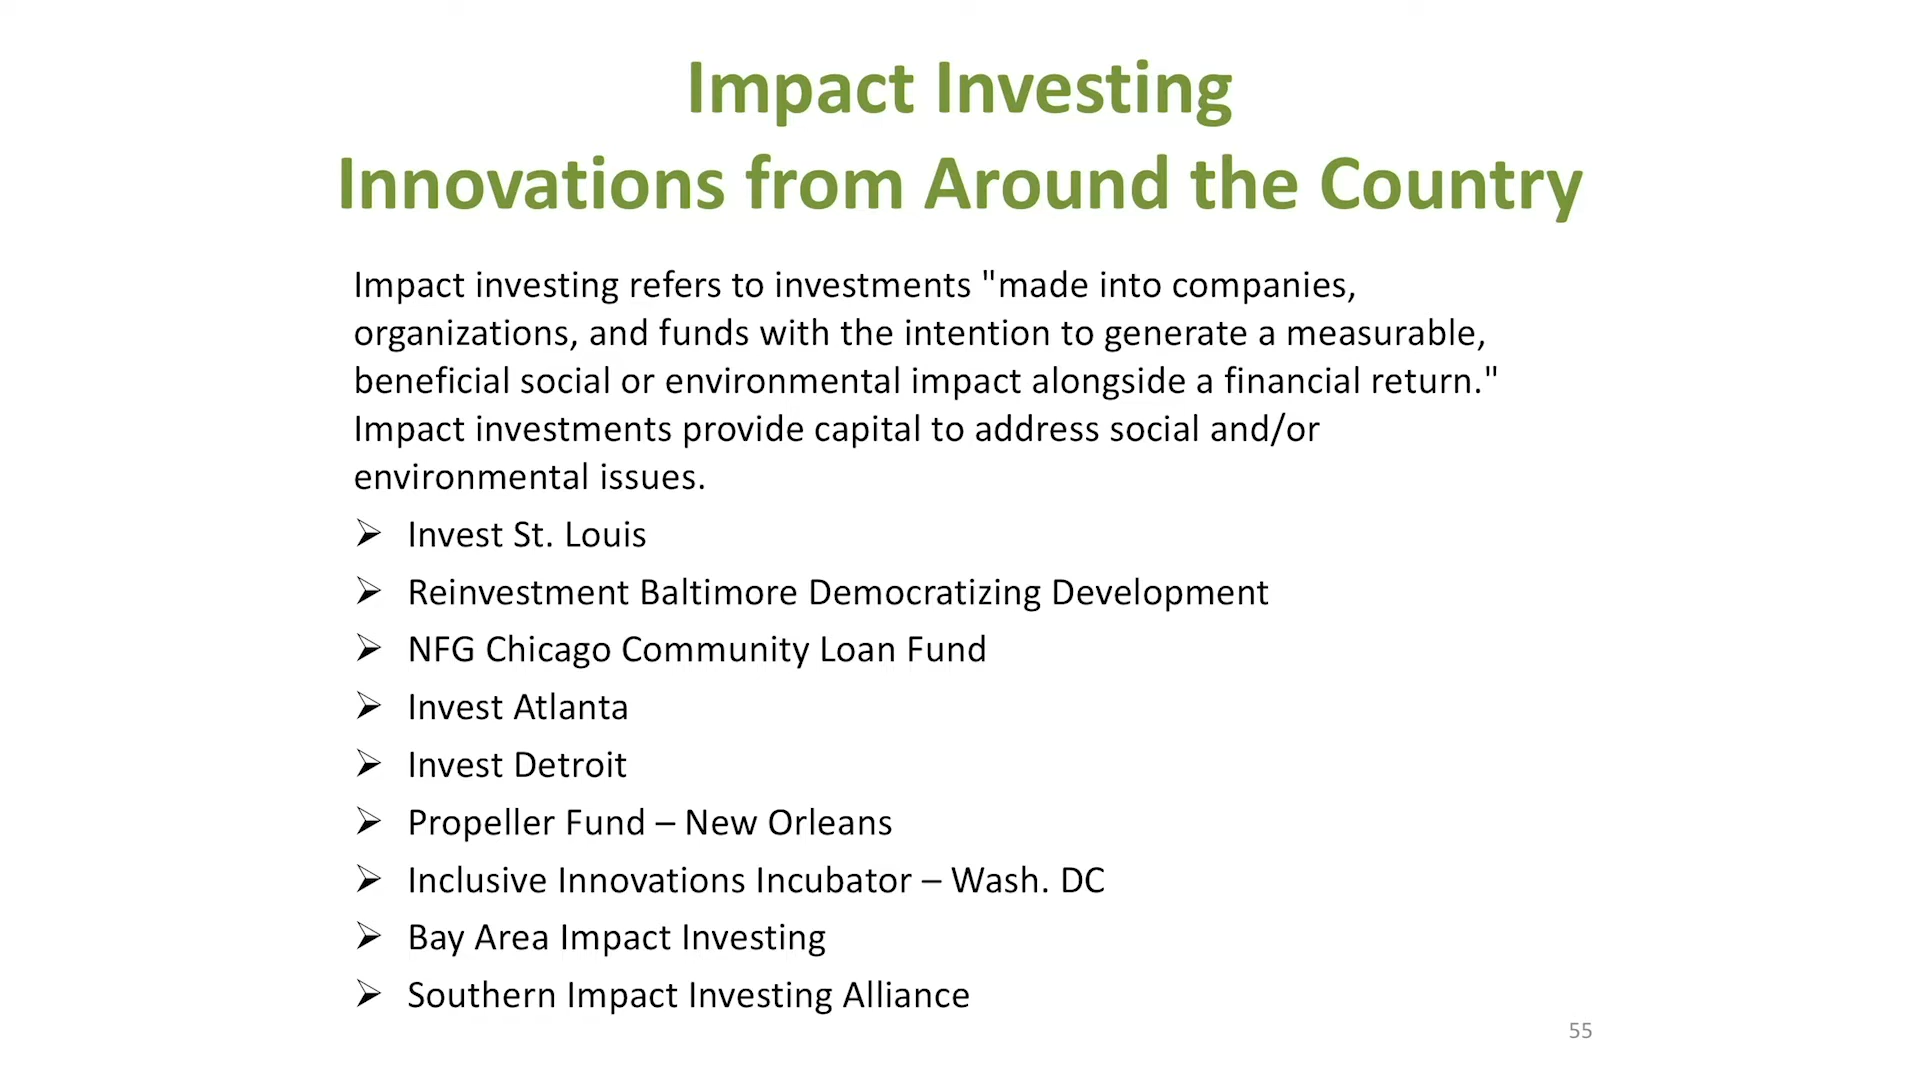 Impact Investing
Innovations from Around the Country
Impact investing refers to investments "made into companies,
organizations, and funds with the intention to generate a measurable,
beneficial social or environmental impact alongside a financial return."
Impact investments provide capital to address social and/or
environmental issues.
➢ Invest St. Louis
➢ Reinvestment Baltimore Democratizing Development
➢ NFG Chicago Community Loan Fund
➢ Invest Atlanta
➢ Invest Detroit
➢ Propeller Fund – New Orleans
➢ Inclusive Innovations Incubator – Wash. DC
➢ Bay Area Impact Investing
➢ Southern Impact Investing Alliance
55